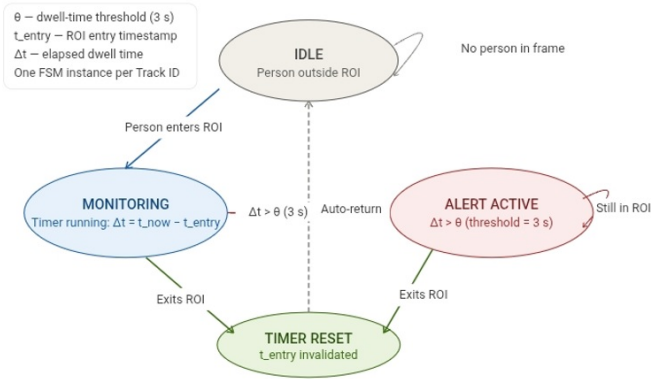 θ — dwell-time threshold (3 s)
t_entry — ROI entry timestamp
Δt — elapsed dwell time
One FSM instance per Track ID
IDLE
Person outside ROI
No person in frame
Person enters ROI
MONITORING
Timer running: Δt = t_now − t_entry
Δt > θ (3 s)
Auto-return
ALERT ACTIVE
Δt > θ (threshold = 3 s)
Still in ROI
Exits ROI
Exits ROI
TIMER RESET
t_entry invalidated